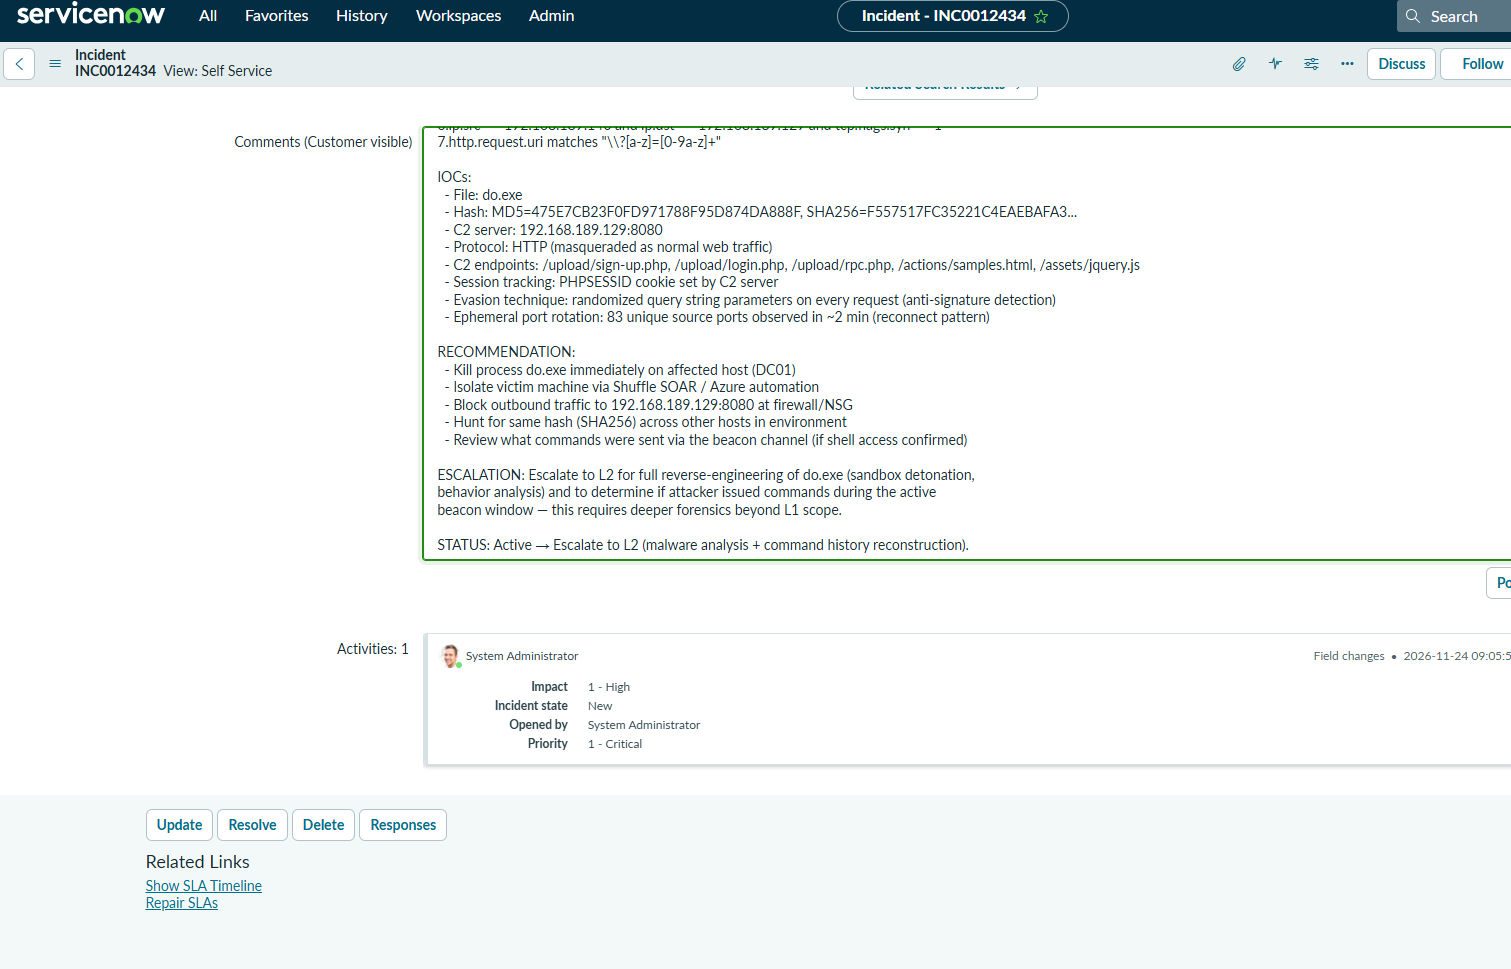 servicenow All Favorites History Workspaces Admin Incident - INC0012434 Search
Incident
INC0012434 View: Self Service Discuss Follow
Related Search Results
Comments (Customer visible)
7.http.request.uri matches "\\?[a-z]=[0-9a-z]+"
IOCs:
- File: do.exe
- Hash: MD5=475E7CB23F0FD971788F95D874DA888F, SHA256=F557517FC35221C4EAEBAFA3...
- C2 server: 192.168.189.129:8080
- Protocol: HTTP (masqueraded as normal web traffic)
- C2 endpoints: /upload/sign-up.php, /upload/login.php, /upload/rpc.php, /actions/samples.html, /assets/jquery.js
- Session tracking: PHPSESSID cookie set by C2 server
- Evasion technique: randomized query string parameters on every request (anti-signature detection)
- Ephemeral port rotation: 83 unique source ports observed in ~2 min (reconnect pattern)
RECOMMENDATION:
- Kill process do.exe immediately on affected host (DC01)
- Isolate victim machine via Shuffle SOAR / Azure automation
- Block outbound traffic to 192.168.189.129:8080 at firewall/NSG
- Hunt for same hash (SHA256) across other hosts in environment
- Review what commands were sent via the beacon channel (if shell access confirmed)
ESCALATION: Escalate to L2 for full reverse-engineering of do.exe (sandbox detonation,
behavior analysis) and to determine if attacker issued commands during the active
beacon window — this requires deeper forensics beyond L1 scope.
STATUS: Active → Escalate to L2 (malware analysis + command history reconstruction).
Po
Activities: 1
System Administrator Field changes • 2026-11-24 09:05:5
Impact 1 - High
Incident state New
Opened by System Administrator
Priority 1 - Critical
Update Resolve Delete Responses
Related Links
Show SLA Timeline
Repair SLAs